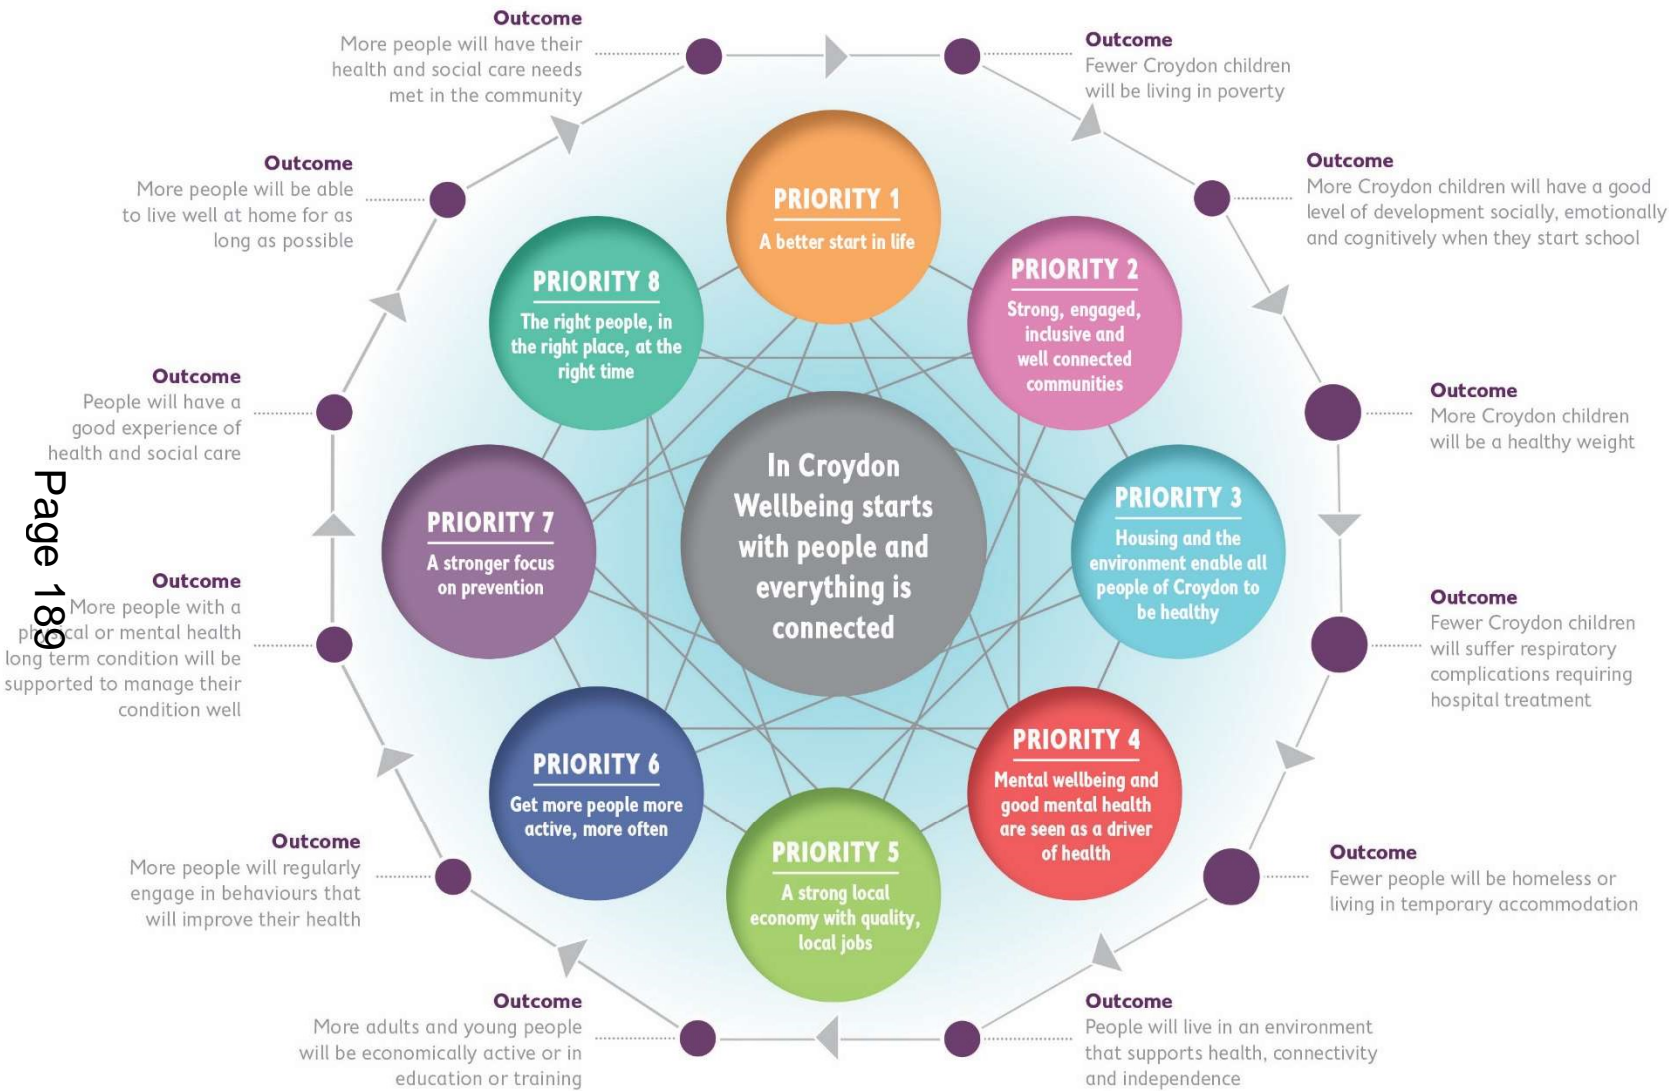 Outcome
More people will have their
health and social care needs
met in the community
Outcome
Fewer Croydon children
will be living in poverty
Outcome
More Croydon children will have a good
level of development socially, emotionally
and cognitively when they start school
Outcome
More Croydon children
will be a healthy weight
Outcome
Fewer Croydon children
will suffer respiratory
complications requiring
hospital treatment
Outcome
Fewer people will be homeless or
living in temporary accommodation
Outcome
People will live in an environment
that supports health, connectivity
and independence
Outcome
More adults and young people
will be economically active or in
education or training
Outcome
More people will regularly
engage in behaviours that
will improve their health
Outcome
More people with a
physical or mental health
long term condition will be
supported to manage their
condition well
Outcome
People will have a
good experience of
health and social care
Outcome
More people will be able
to live well at home for as
long as possible
PRIORITY 1
A better start in life
PRIORITY 2
Strong, engaged,
inclusive and
well connected
communities
PRIORITY 3
Housing and the
environment enable all
people of Croydon to
be healthy
PRIORITY 4
Mental wellbeing and
good mental health
are seen as a driver
of health
PRIORITY 5
A strong local
economy with quality,
local jobs
PRIORITY 6
Get more people more
active, more often
PRIORITY 7
A stronger focus
on prevention
PRIORITY 8
The right people, in
the right place, at the
right time
In Croydon
Wellbeing starts
with people and
everything is
connected
Page 189